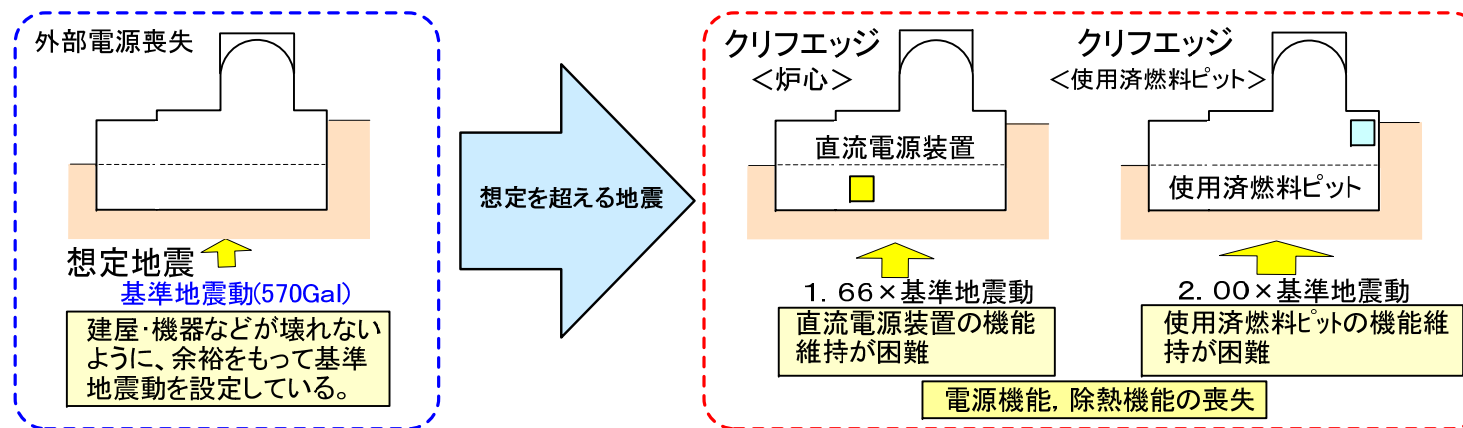 外部電源喪失
想定地震
基準地震動(570Gal)
建屋・機器などが壊れない
ように、余裕をもって基準
地震動を設定している。
想定を超える地震
クリフエッジ
＜炉心＞
直流電源装置
1．66×基準地震動
直流電源装置の機能
維持が困難
クリフエッジ
＜使用済燃料ピット＞
使用済燃料ピット
2．00×基準地震動
使用済燃料ピットの機能維
持が困難
電源機能，除熱機能の喪失